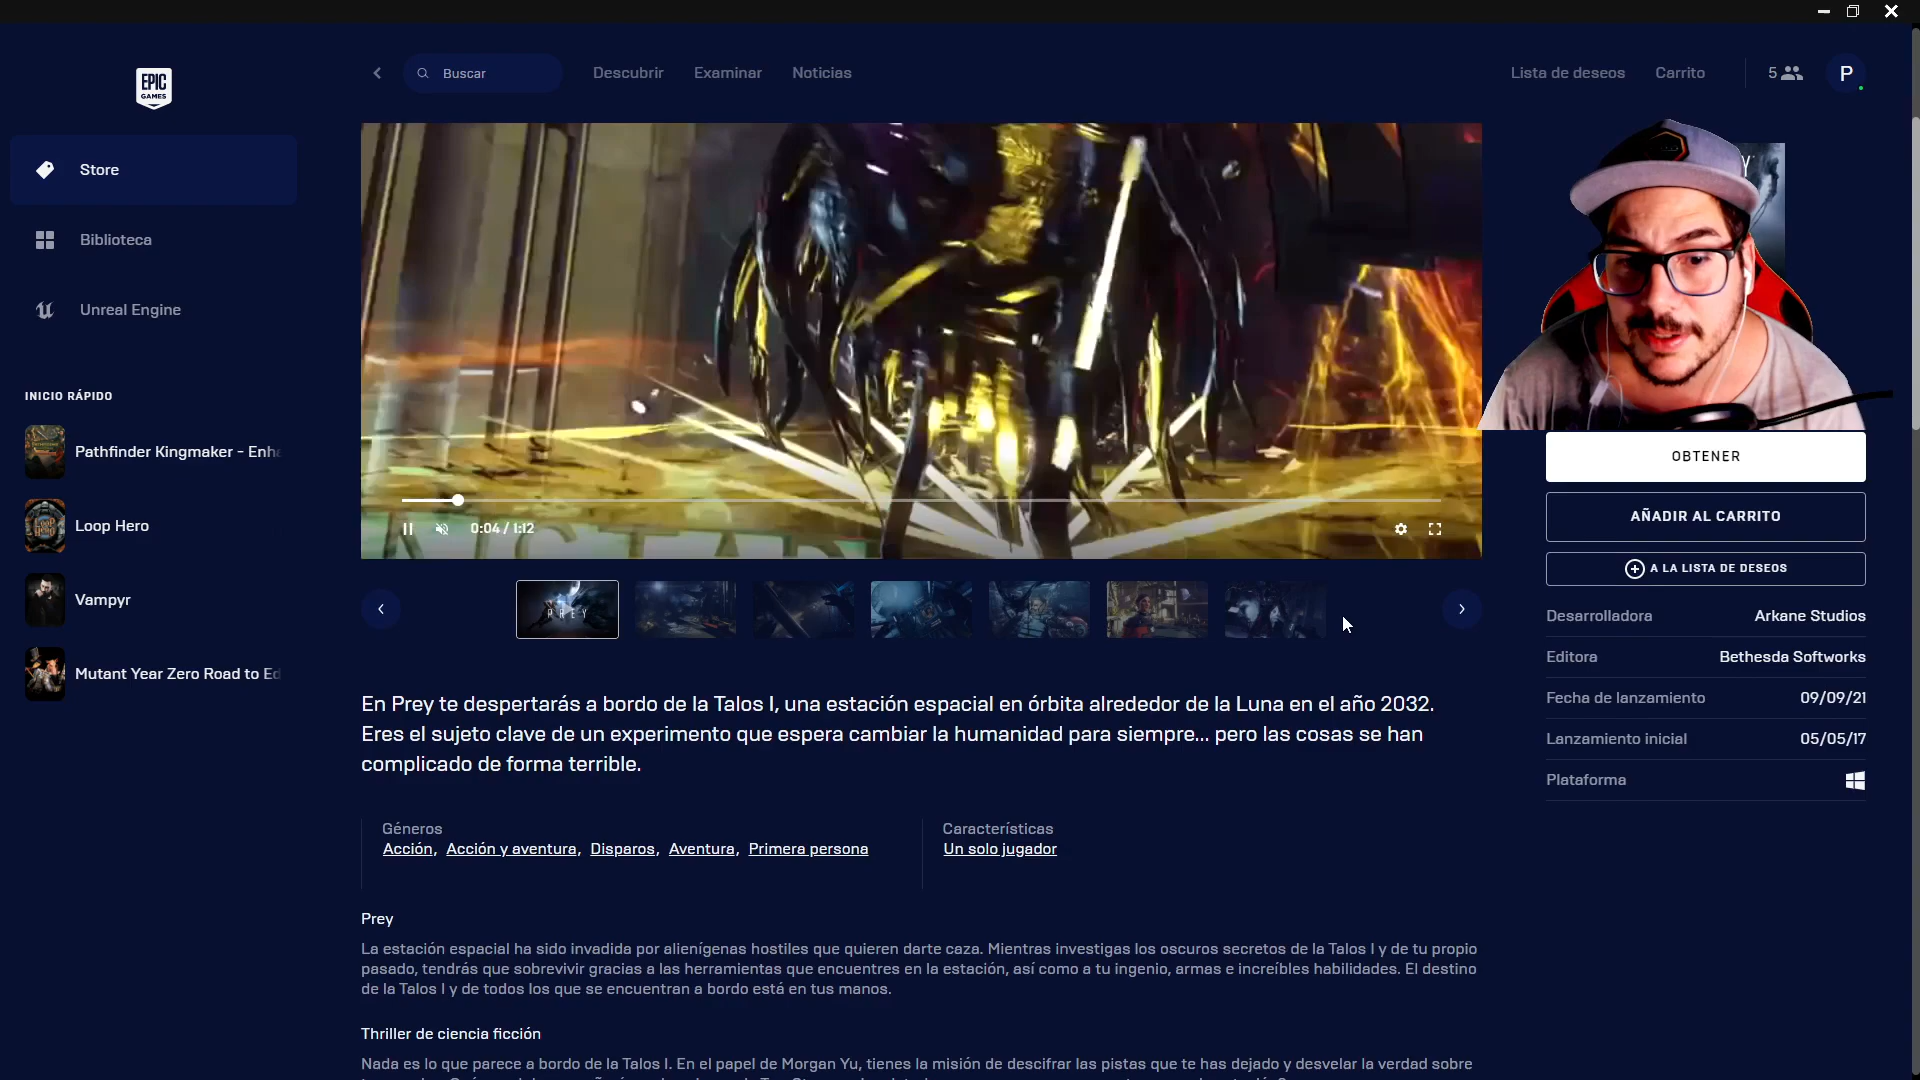 EPIC
GAMES
Buscar
Descubrir
Examinar
Noticias
Lista de deseos
Carrito
5
P
Store
Biblioteca
Unreal Engine
INICIO RÁPIDO
Pathfinder Kingmaker - Enha
Loop Hero
Vampyr
Mutant Year Zero Road to Ed
0:04 / 1:12
PREY
OBTENER
AÑADIR AL CARRITO
A LA LISTA DE DESEOS
Desarrolladora
Arkane Studios
Editora
Bethesda Softworks
Fecha de lanzamiento
09/09/21
Lanzamiento inicial
05/05/17
Plataforma
En Prey te despertarás a bordo de la Talos I, una estación espacial en órbita alrededor de la Luna en el año 2032.
Eres el sujeto clave de un experimento que espera cambiar la humanidad para siempre... pero las cosas se han
complicado de forma terrible.
Géneros
Acción, Acción y aventura, Disparos, Aventura, Primera persona
Características
Un solo jugador
Prey
La estación espacial ha sido invadida por alienígenas hostiles que quieren darte caza. Mientras investigas los oscuros secretos de la Talos I y de tu propio
pasado, tendrás que sobrevivir gracias a las herramientas que encuentres en la estación, así como a tu ingenio, armas e increíbles habilidades. El destino
de la Talos I y de todos los que se encuentran a bordo está en tus manos.
Thriller de ciencia ficción
Nada es lo que parece a bordo de la Talos I. En el papel de Morgan Yu, tienes la misión de descifrar las pistas que te has dejado y desvelar la verdad sobre